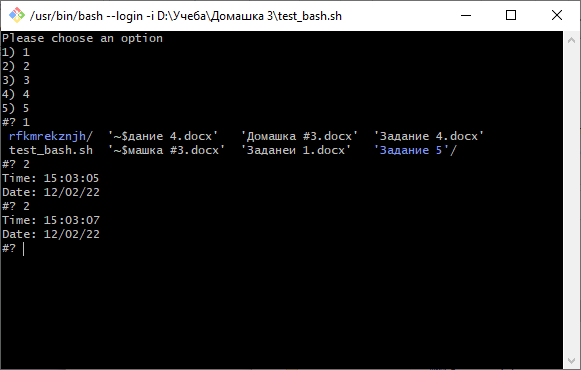 /usr/bin/bash --login -i D:\Учеба\Домашка 3\test_bash.sh
Please choose an option
1) 1
2) 2
3) 3
4) 4
5) 5
#? 1
rfkmrekznjh/ '~$дание 4.docx' 'Домашка #3.docx' 'Задание 4.docx'
test_bash.sh '~$машка #3.docx' 'Заданеи 1.docx' 'Задание 5'/
#? 2
Time: 15:03:05
Date: 12/02/22
#? 2
Time: 15:03:07
Date: 12/02/22
#?